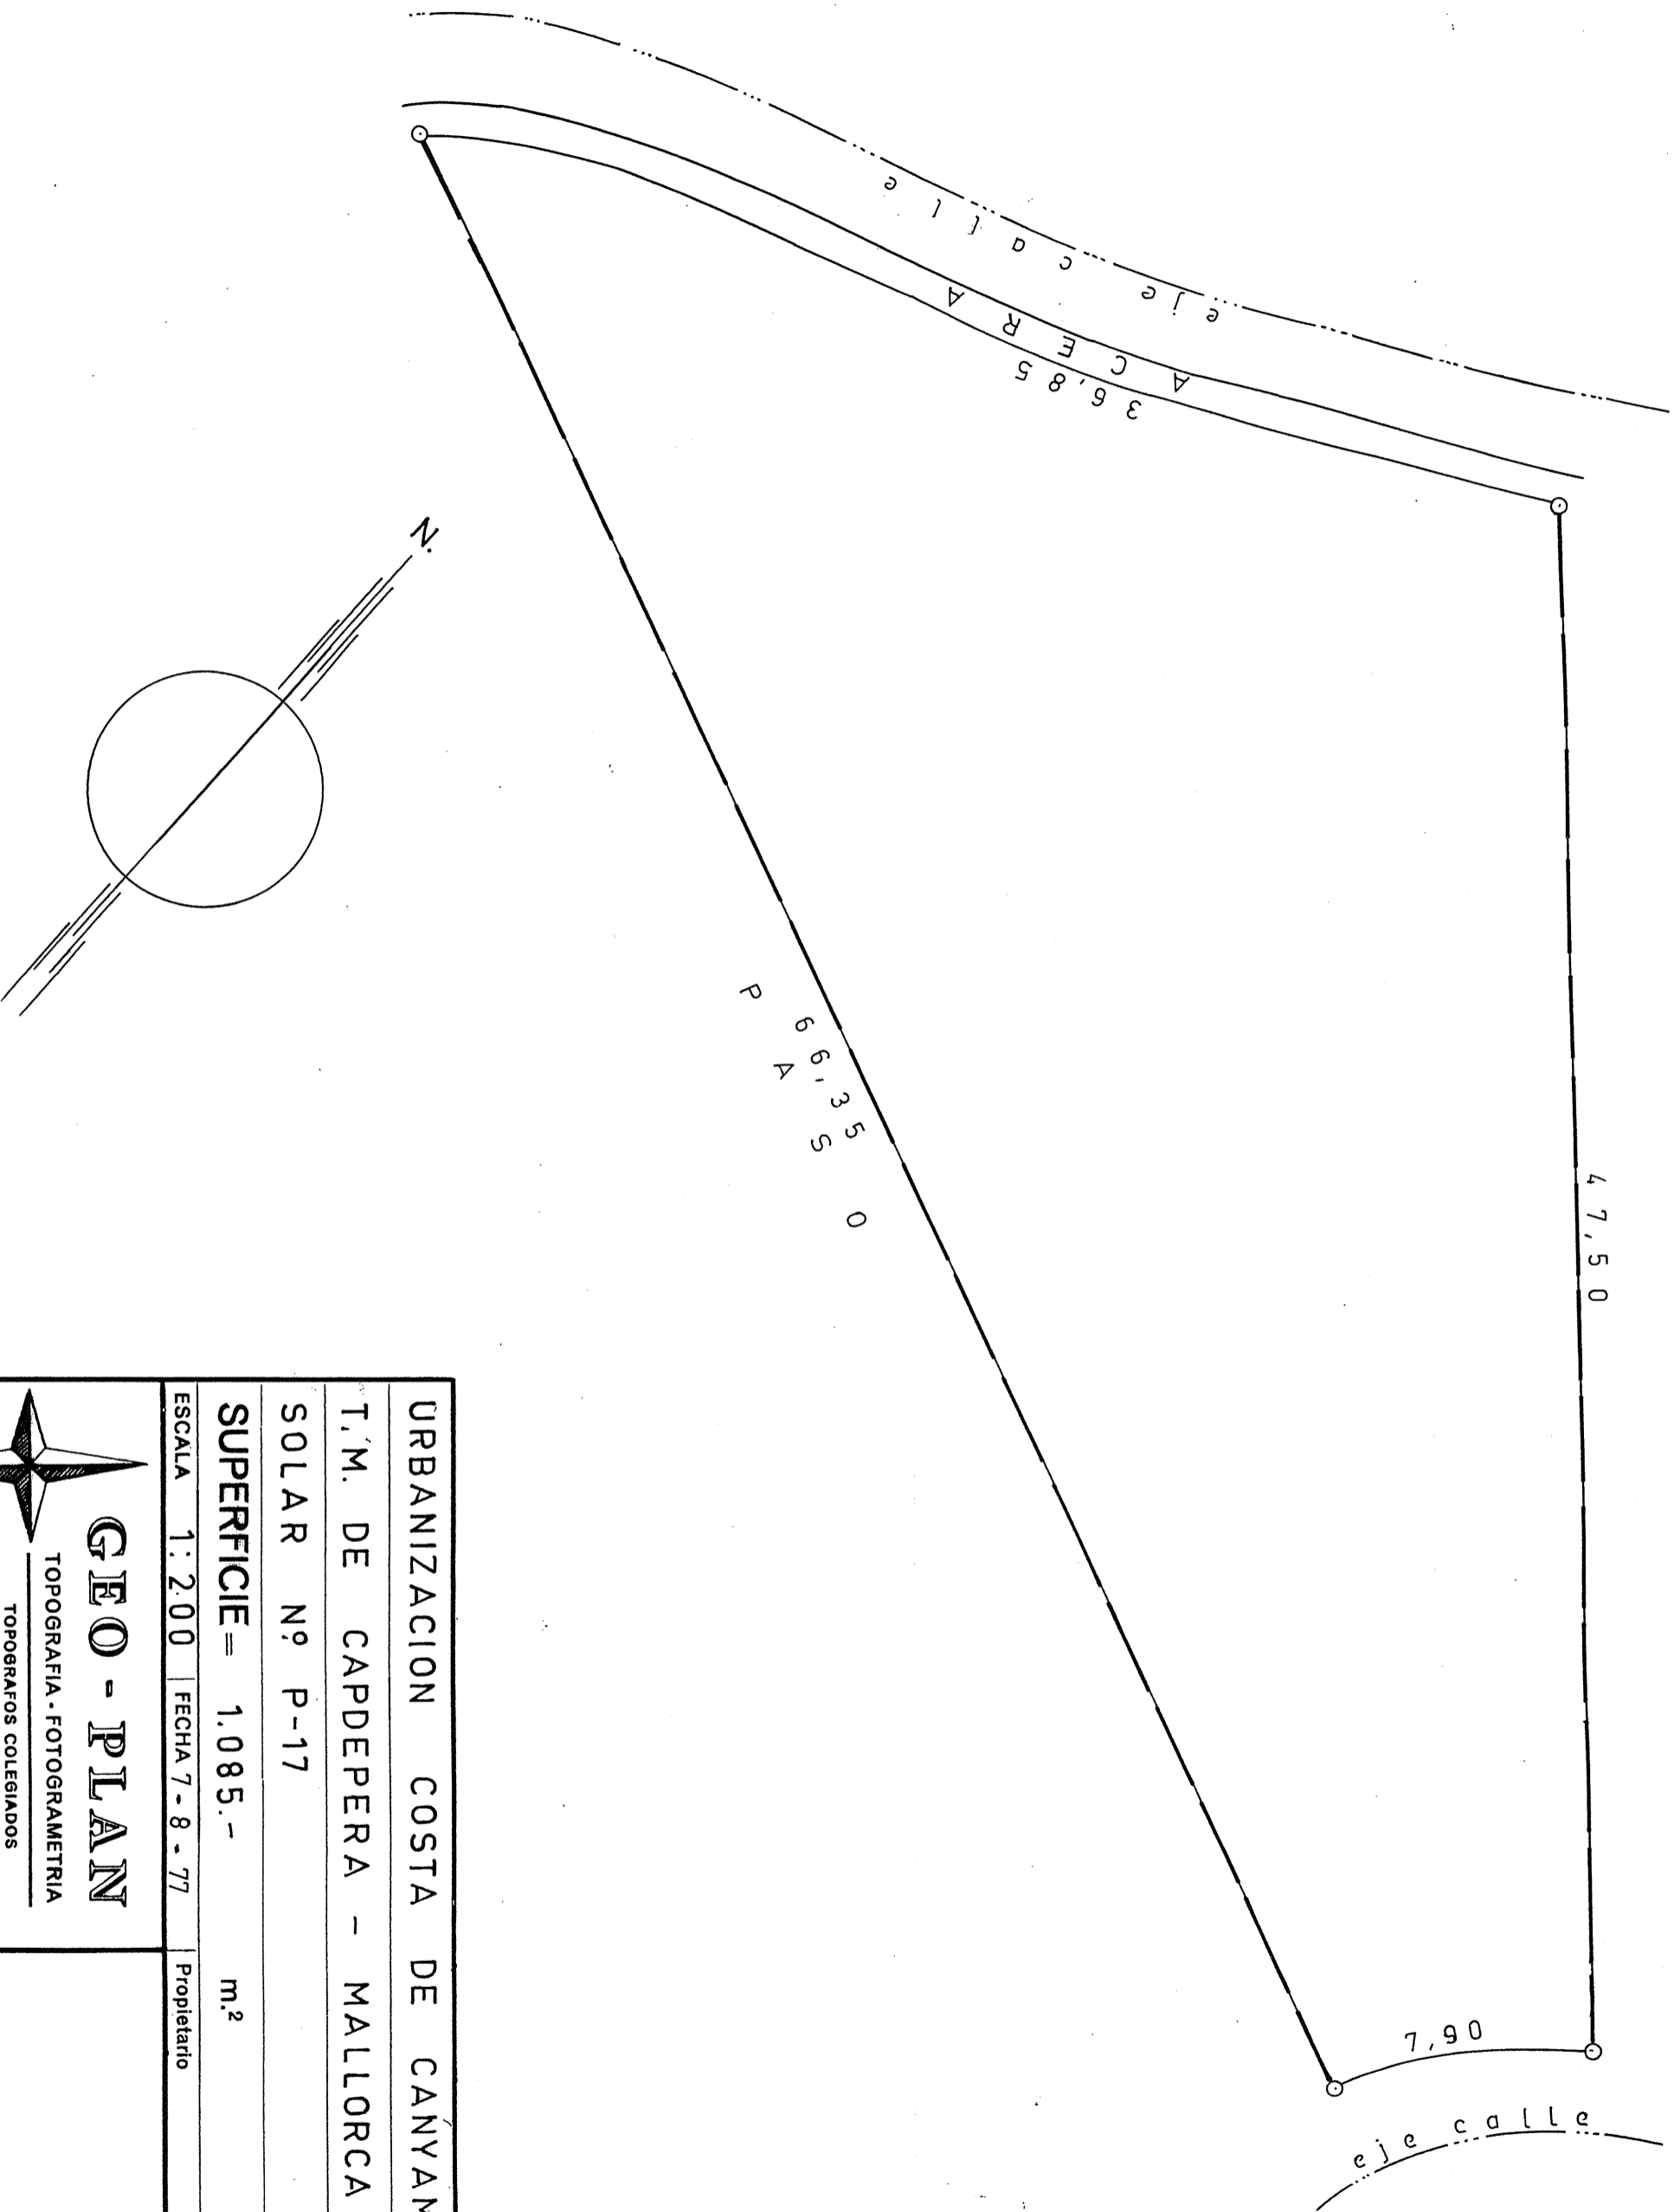 eje calle
ACERA
36,85
N.
66,35
PASO
47,50
7,90
eje calle
URBANIZACION COSTA DE
T.M. DE CAPDEPERA - MALLORCA
SOLAR Nº P-17
SUPERFICIE= 1.085.- m.²
ESCALA 1:200 FECHA 7-8-77 Propietario
GEO-PLAN
TOPOGRAFIA-FOTOGRAMETRIA
TOPOGRAFOS COLEGIADOS